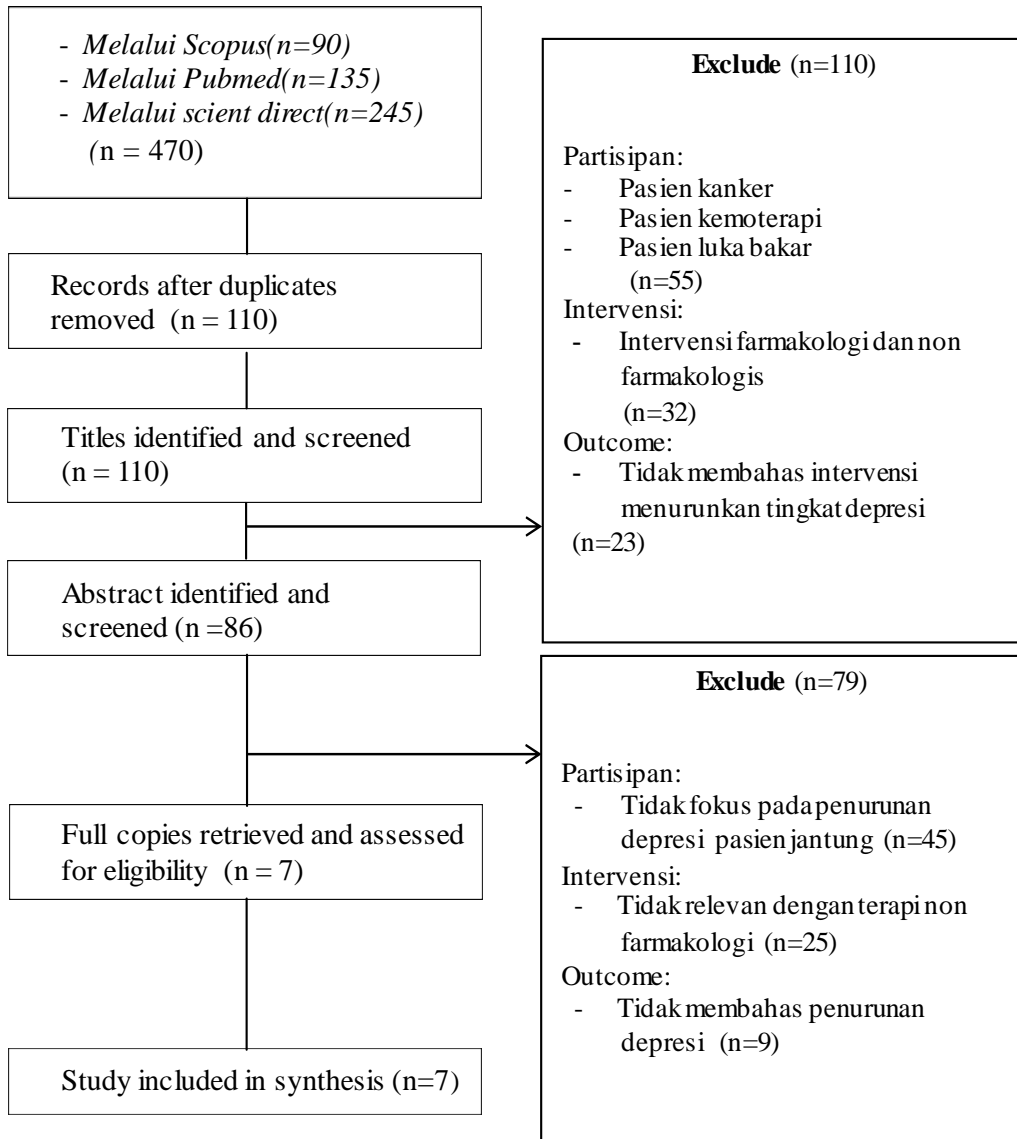 - Melalui Scopus(n=90)
- Melalui Pubmed(n=135)
- Melalui scient direct(n=245)
(n = 470)
Records after duplicates
removed (n = 110)
Titles identified and screened
(n = 110)
Abstract identified and
screened (n =86)
Full copies retrieved and assessed
for eligibility (n = 7)
Study included in synthesis (n=7)
Exclude (n=110)
Partisipan:
- Pasien kanker
- Pasien kemoterapi
- Pasien luka bakar
(n=55)
Intervensi:
- Intervensi farmakologi dan non
farmakologis
(n=32)
Outcome:
- Tidak membahas intervensi
menurunkan tingkat depresi
(n=23)
Exclude (n=79)
Partisipan:
- Tidak fokus pada penurunan
depresi pasien jantung (n=45)
Intervensi:
- Tidak relevan dengan terapi non
farmakologi (n=25)
Outcome:
- Tidak membahas penurunan
depresi (n=9)